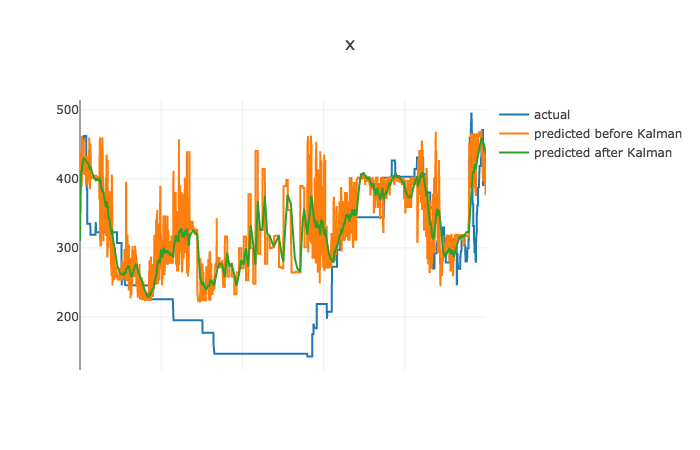 x
500
400
300
200
actual
predicted before Kalman
predicted after Kalman